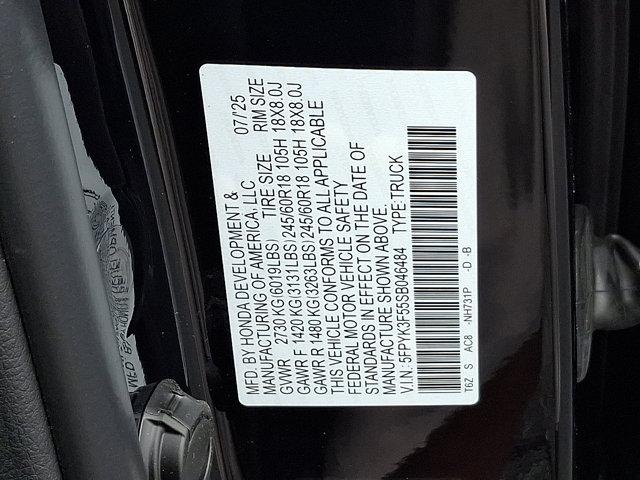 MFD. BY HONDA DEVELOPMENT & 07/'25
MANUFACTURING OF AMERICA, LLC
GVWR 2730 KG(6019LBS) TIRE SIZE RIM SIZE
GAWR F 1420 KG(3131LBS) 245/60R18 105H 18X8.0J
GAWR R 1480 KG(3263LBS) 245/60R18 105H 18X8.0J
THIS VEHICLE CONFORMS TO ALL APPLICABLE
FEDERAL MOTOR VEHICLE SAFETY
STANDARDS IN EFFECT ON THE DATE OF
MANUFACTURE SHOWN ABOVE.
V.I.N.: 5FPYK3F55SB046484 TYPE: TRUCK
T6Z S AC8 -NH731P -D -B